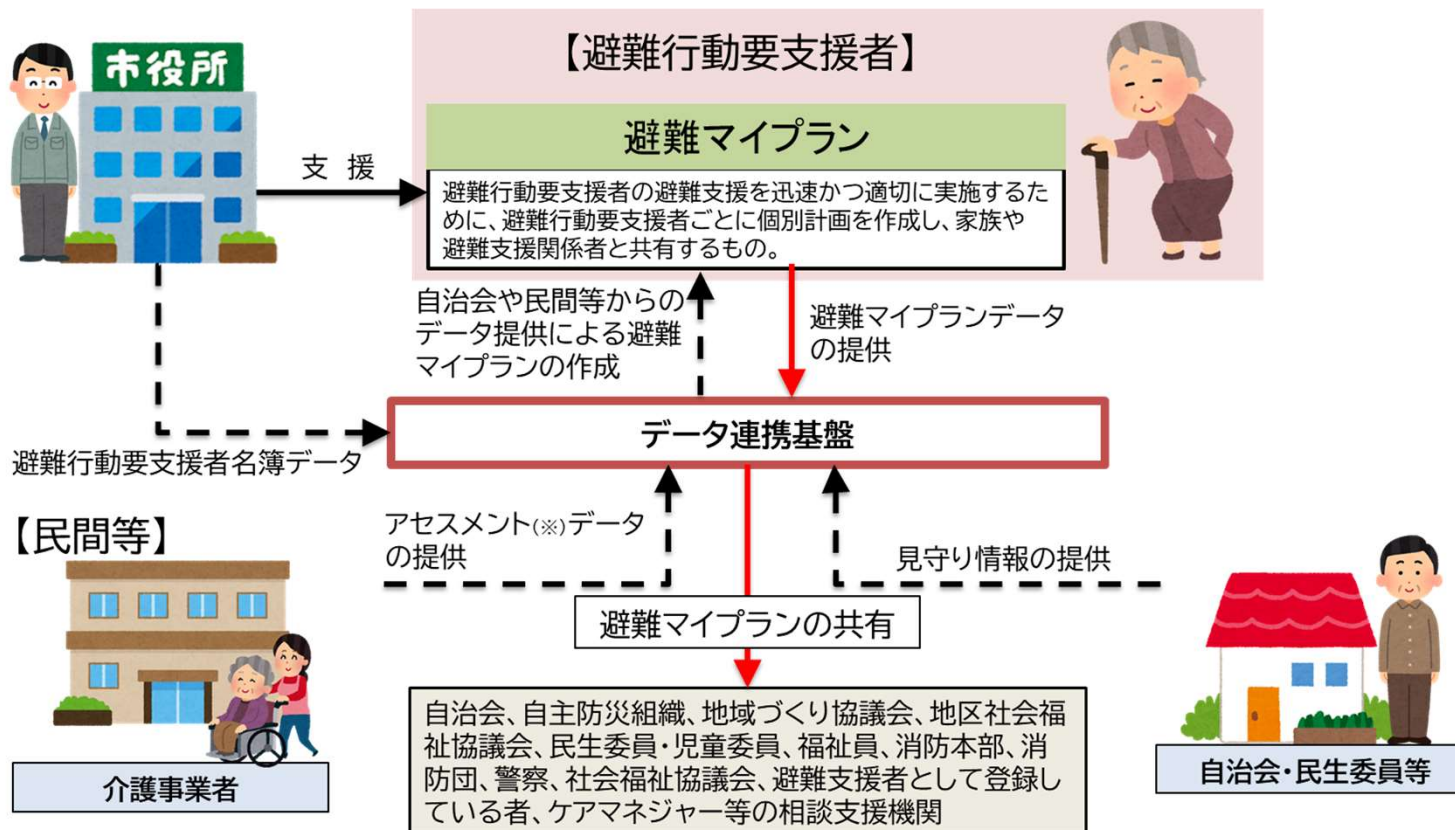 市役所
【避難行動要支援者】
避難マイプラン
支 援
避難行動要支援者の避難支援を迅速かつ適切に実施するた
めに、避難行動要支援者ごとに個別計画を作成し、家族や
避難支援関係者と共有するもの。
自治会や民間等からの
データ提供による避難
マイプランの作成
避難マイプランデータ
の提供
データ連携基盤
避難行動要支援者名簿データ
【民間等】
アセスメント(※)データ
の提供
見守り情報の提供
避難マイプランの共有
自治会、自主防災組織、地域づくり協議会、地区社会福
祉協議会、民生委員・児童委員、福祉員、消防本部、消
防団、警察、社会福祉協議会、避難支援者として登録し
ている者、ケアマネジャー等の相談支援機関
介護事業者
自治会・民生委員等